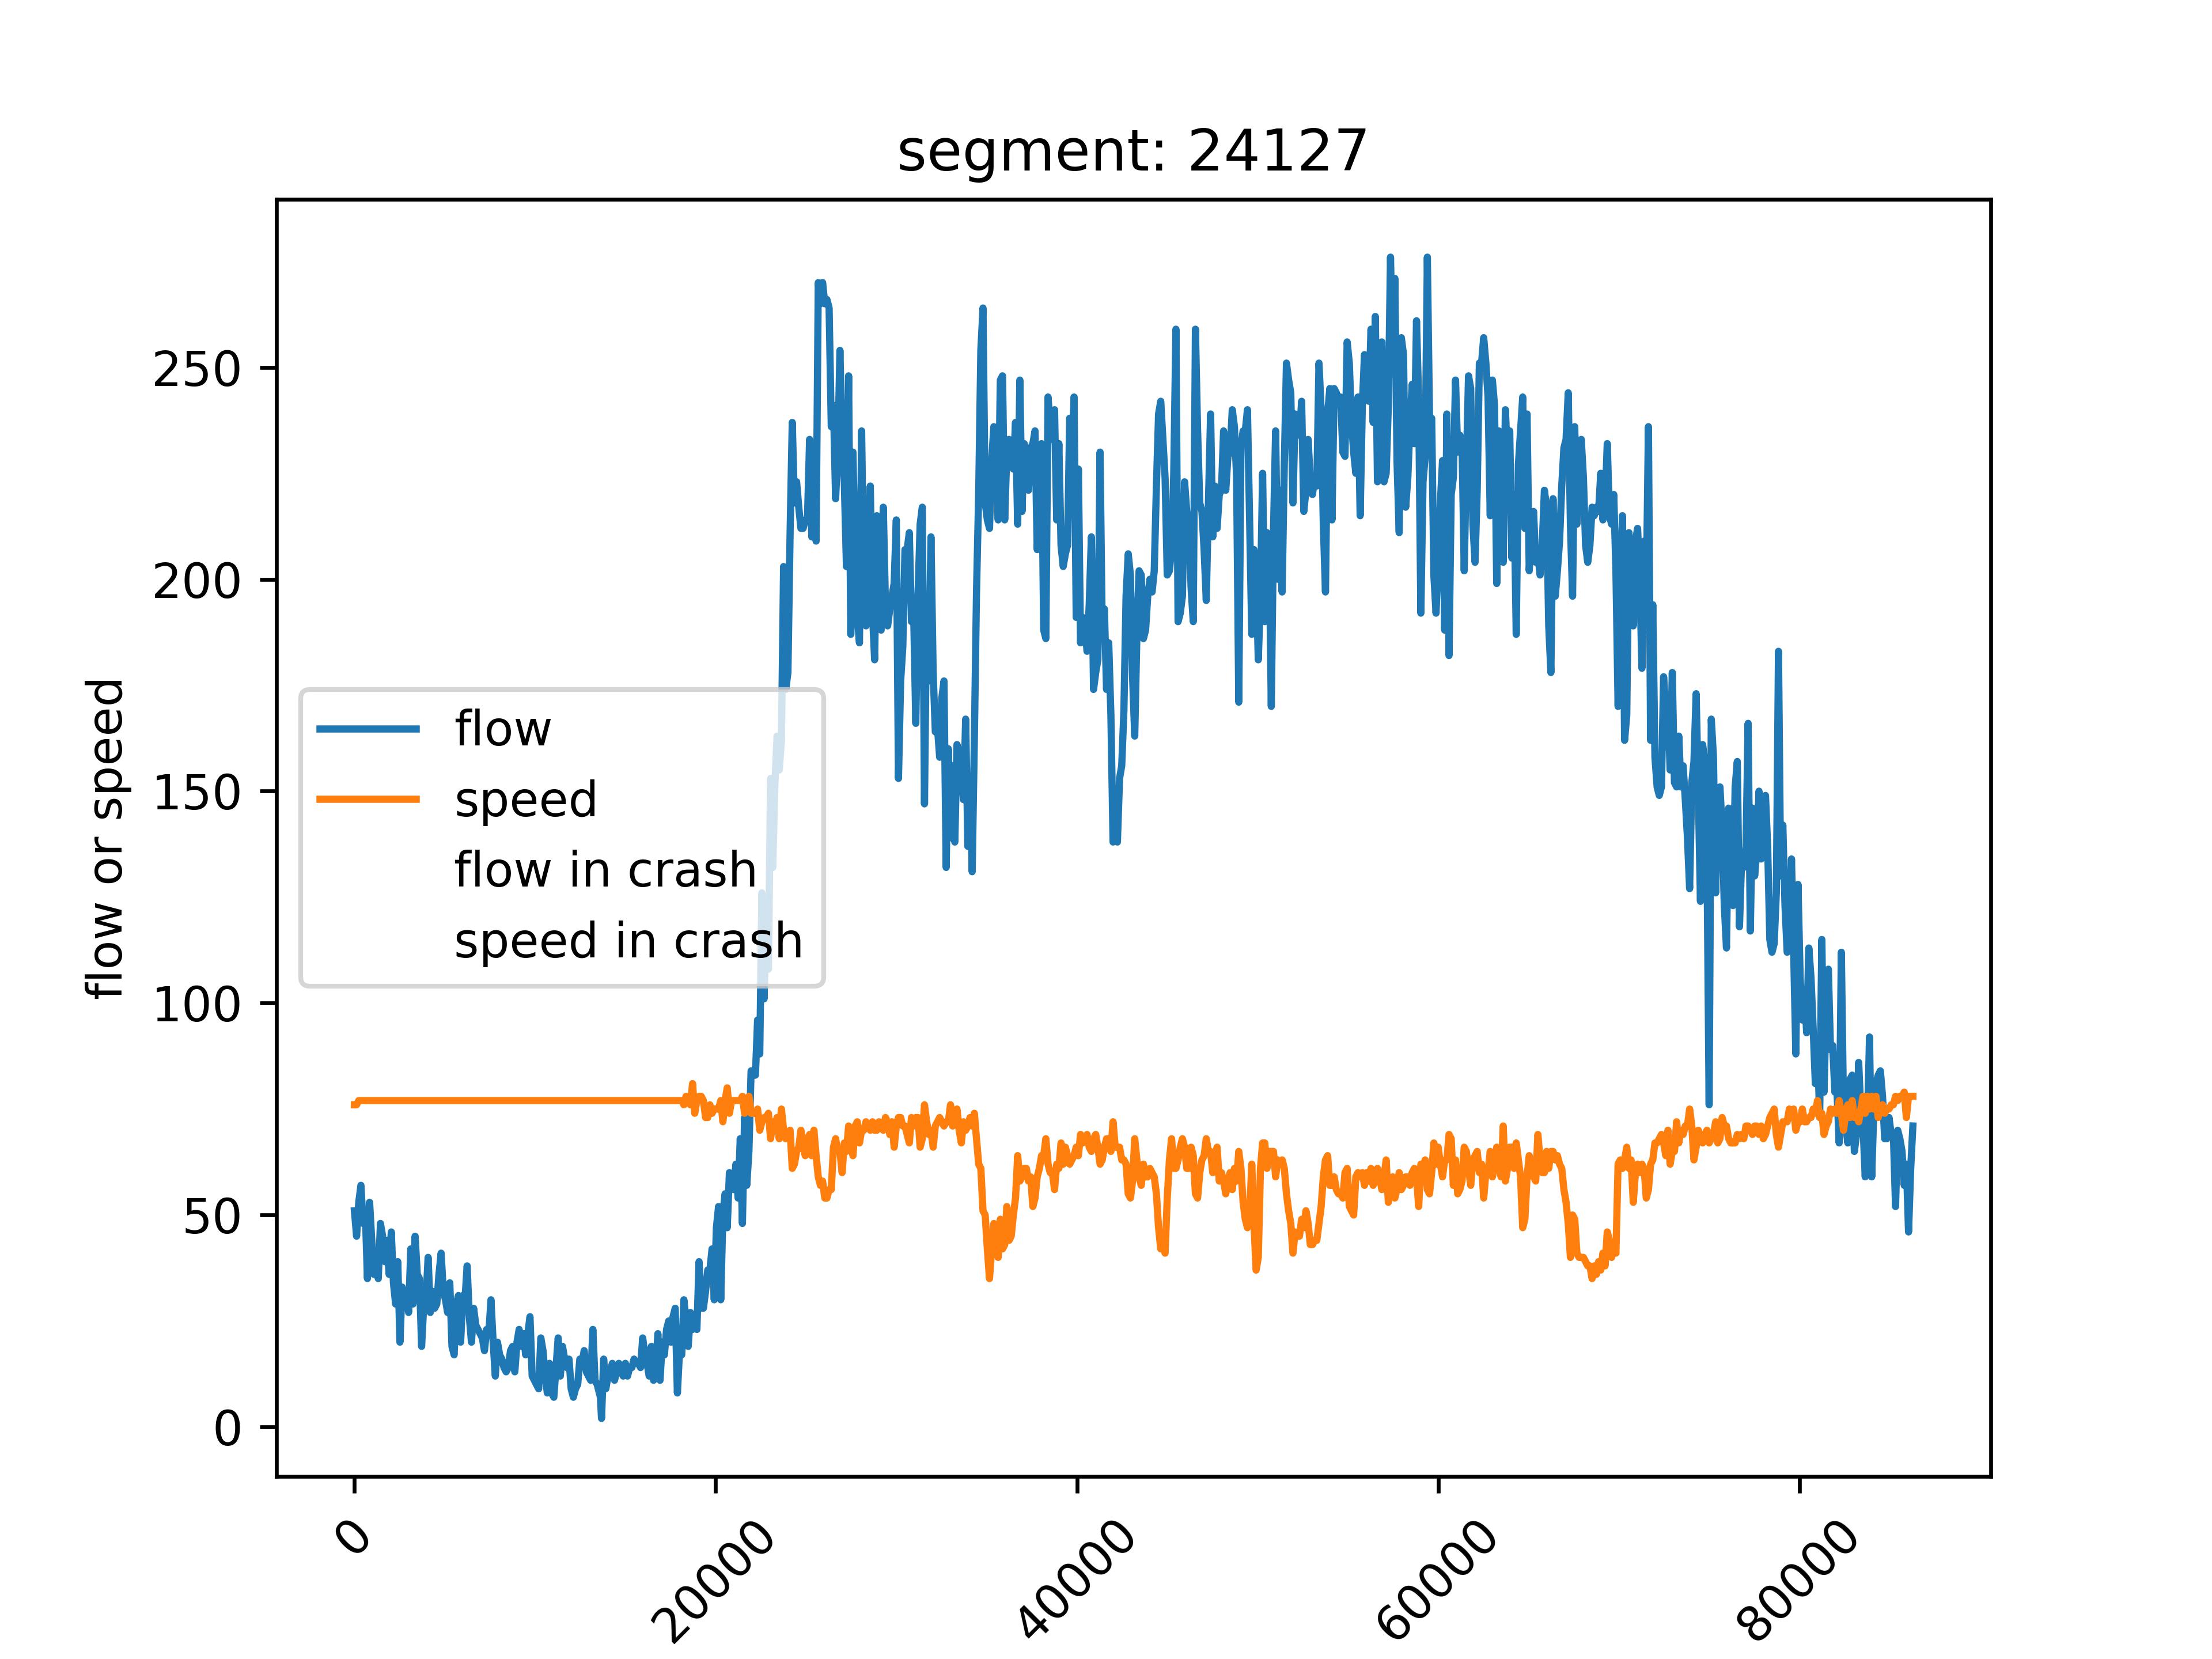 segment: 24127
flow or speed
250
200
150
100
50
0
flow
speed
flow in crash
speed in crash
0
20000
40000
60000
80000